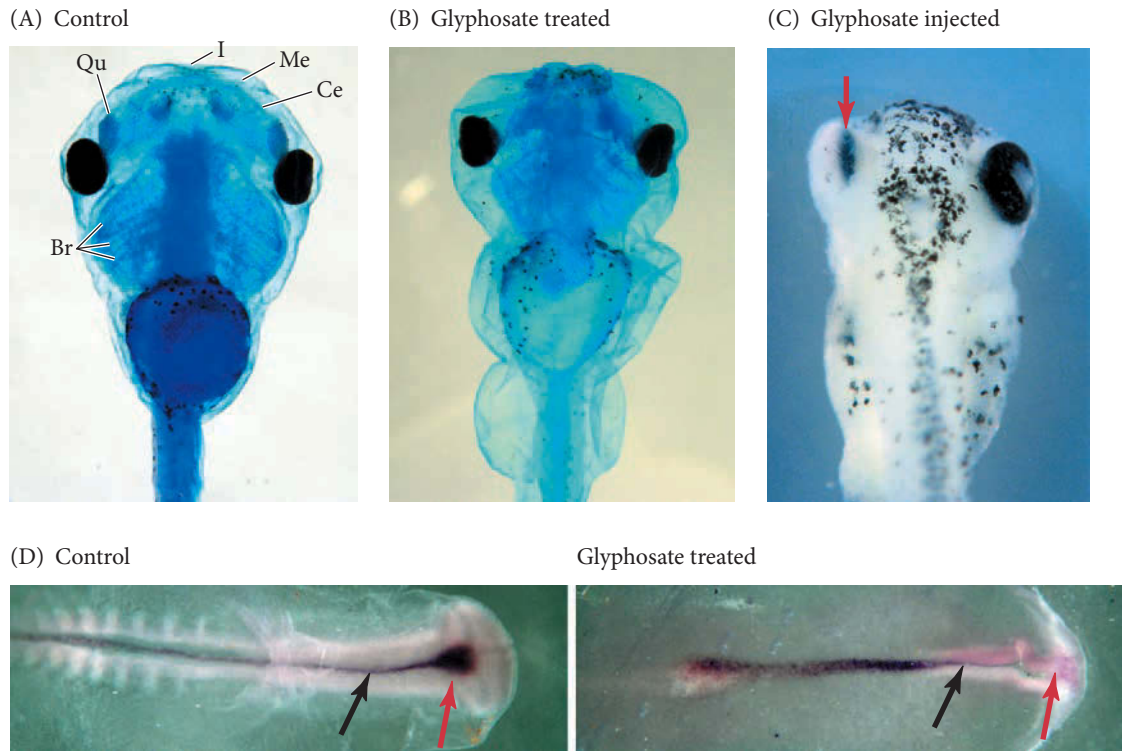 (A) Control
(B) Glyphosate treated
(C) Glyphosate injected
I
Qu
Me
Ce
Br
(D) Control
Glyphosate treated